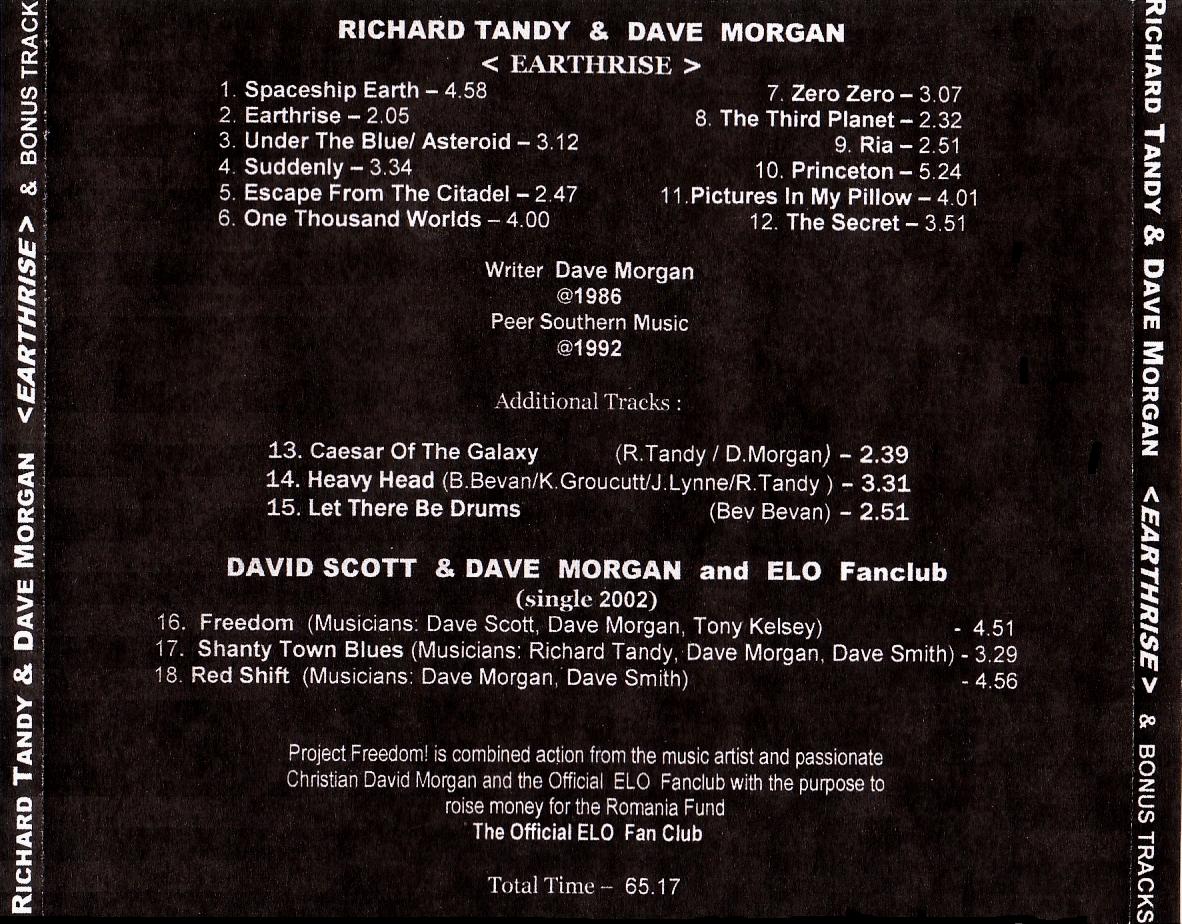 RICHARD TANDY & DAVE MORGAN
< EARTHRISE >
1. Spaceship Earth – 4.58
2. Earthrise – 2.05
3. Under The Blue/ Asteroid – 3.12
4. Suddenly – 3.34
5. Escape From The Citadel – 2.47
6. One Thousand Worlds – 4.00
7. Zero Zero – 3.07
8. The Third Planet – 2.32
9. Ria – 2.51
10. Princeton – 5.24
11.Pictures In My Pillow – 4.01
12. The Secret – 3.51
Writer Dave Morgan
@1986
Peer Southern Music
@1992
Additional Tracks :
13. Caesar Of The Galaxy (R.Tandy / D.Morgan) – 2.39
14. Heavy Head (B.Bevan/K.Groucutt/J.Lynne/R.Tandy ) – 3.31
15. Let There Be Drums (Bev Bevan) – 2.51
DAVID SCOTT & DAVE MORGAN and ELO Fanclub
(single 2002)
16. Freedom (Musicians: Dave Scott, Dave Morgan, Tony Kelsey) - 4.51
17. Shanty Town Blues (Musicians: Richard Tandy, Dave Morgan, Dave Smith) - 3.29
18. Red Shift (Musicians: Dave Morgan, Dave Smith) - 4.56
Project Freedom! is combined action from the music artist and passionate
Christian David Morgan and the Official ELO Fanclub with the purpose to
roise money for the Romania Fund
The Official ELO Fan Club
Total Time – 65.17
RICHARD TANDY & DAVE MORGAN <EARTHRISE> & BONUS TRACK
RICHARD TANDY & DAVE MORGAN <EARTHRISE> & BONUS TRACKS